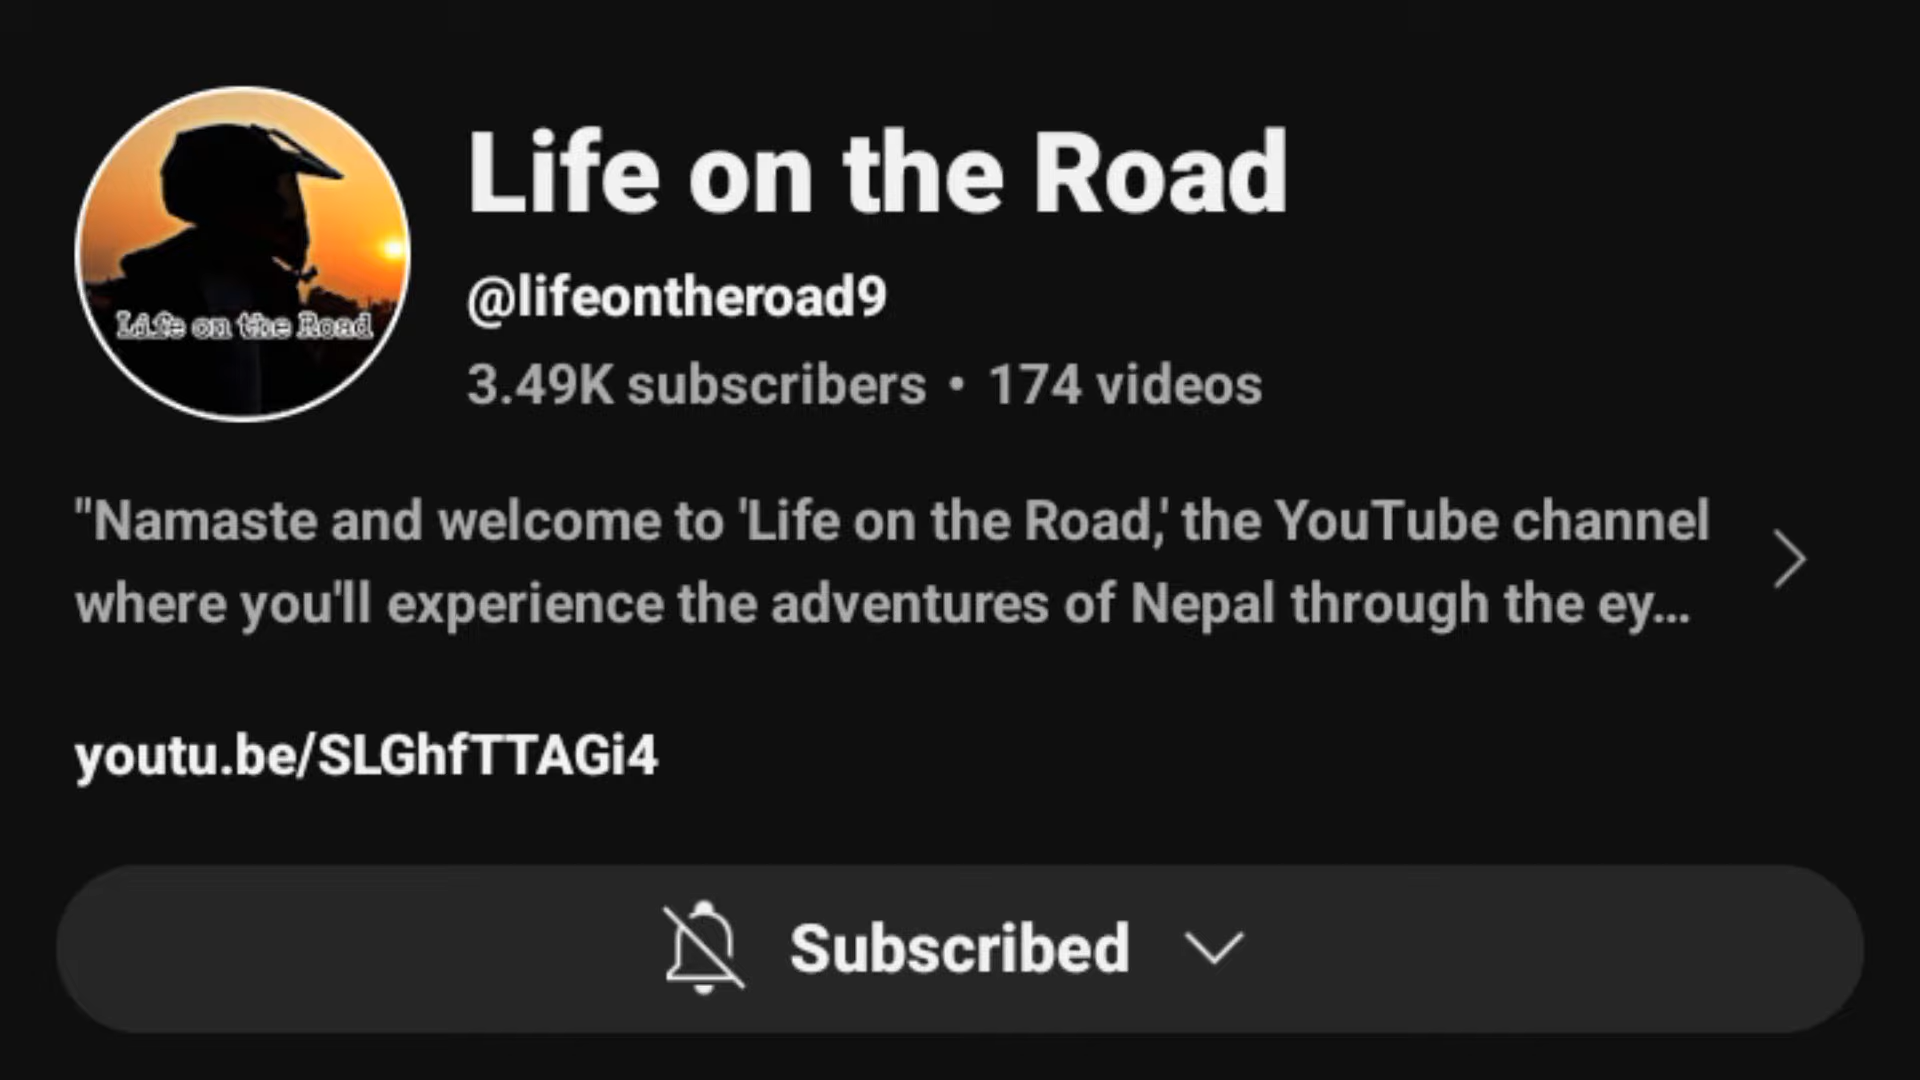 Life on the Road
Life on the Road
@lifeontheroad9
3.49K subscribers • 174 videos
"Namaste and welcome to 'Life on the Road,' the YouTube channel
where you'll experience the adventures of Nepal through the ey...
youtu.be/SLGhfTTAGi4
Subscribed